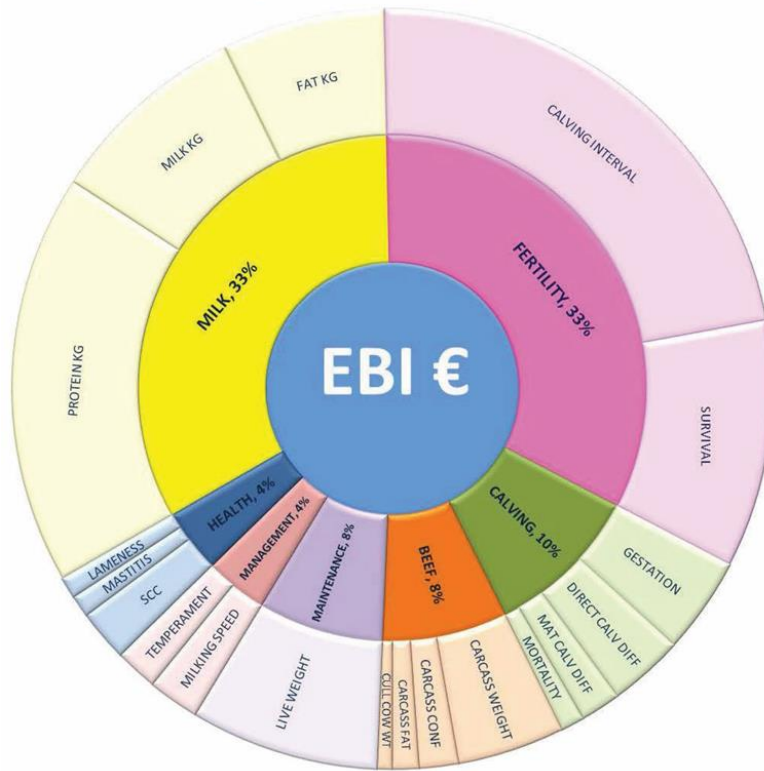 EBI €
FERTILITY, 33%
CALVING INTERVAL
SURVIVAL
CALVING, 10%
GESTATION
DIRECT CALV DIFF
MAT CALV DIFF
MORTALITY
BEEF, 8%
CARCASS WEIGHT
CARCASS CONF
CARCASS FAT
CULL COW WT
MAINTENANCE, 8%
LIVE WEIGHT
MANAGEMENT, 4%
MILKING SPEED
TEMPERAMENT
HEALTH, 4%
SCC
MASTITIS
LAMENESS
MILK, 33%
PROTEIN KG
MILK KG
FAT KG